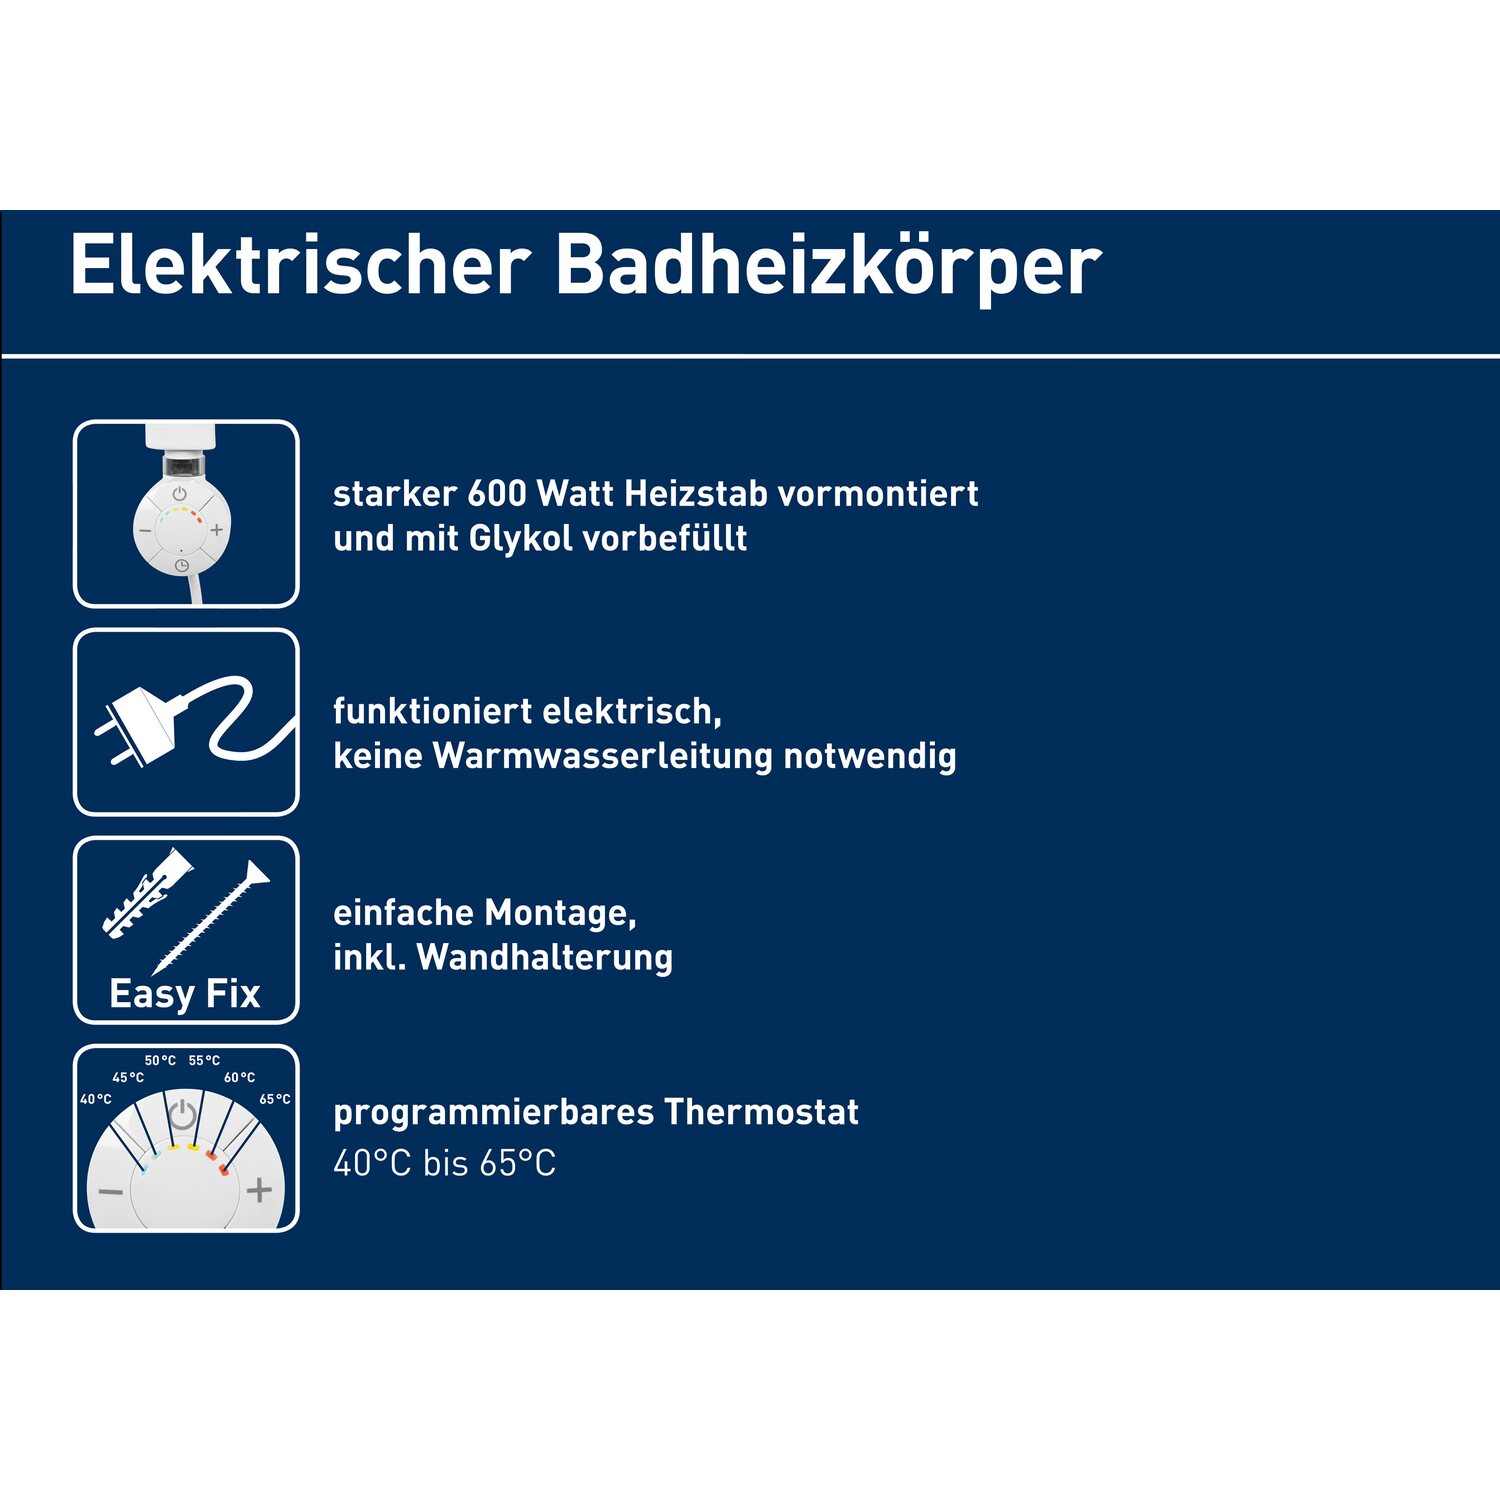 Elektrischer Badheizkörper
starker 600 Watt Heizstab vormontiert
und mit Glykol vorbefüllt
funktioniert elektrisch,
keine Warmwasserleitung notwendig
Easy Fix
einfache Montage,
inkl. Wandhalterung
50°C 55°C
45°C 60°C
40°C 65°C
programmierbares Thermostat
40°C bis 65°C